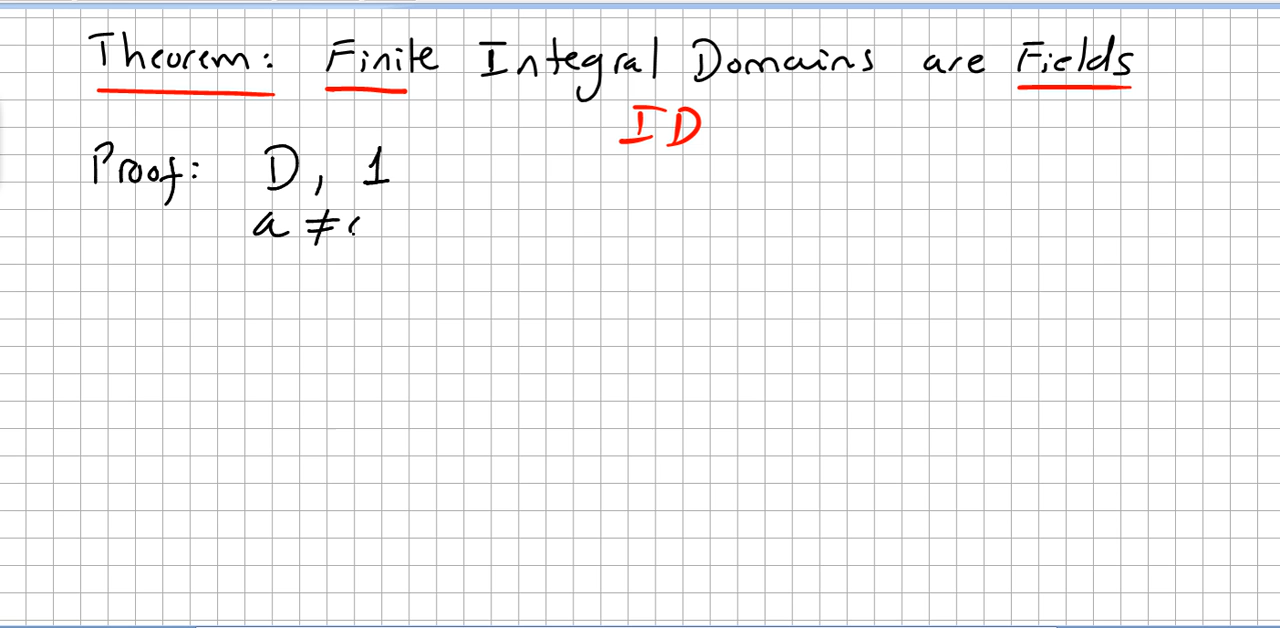 Theorem: Finite Integral Domains are Fields
ID
Proof: D, 1
a ≠